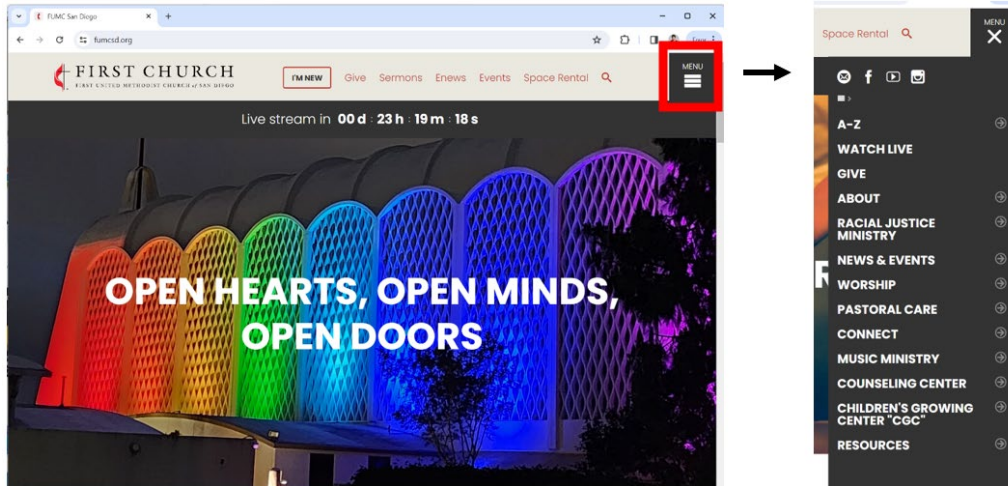 FUMC San Diego
fumcsd.org
FIRST CHURCH
FIRST UNITED METHODIST CHURCH of SAN DIEGO
I'M NEW
Give
Sermons
Enews
Events
Space Rental
MENU
Live stream in 00 d : 23 h : 19 m : 18 s
OPEN HEARTS, OPEN MINDS,
OPEN DOORS
Space Rental
MENU
A-Z
WATCH LIVE
GIVE
ABOUT
RACIAL JUSTICE
MINISTRY
NEWS & EVENTS
WORSHIP
PASTORAL CARE
CONNECT
MUSIC MINISTRY
COUNSELING CENTER
CHILDREN'S GROWING
CENTER "CGC"
RESOURCES